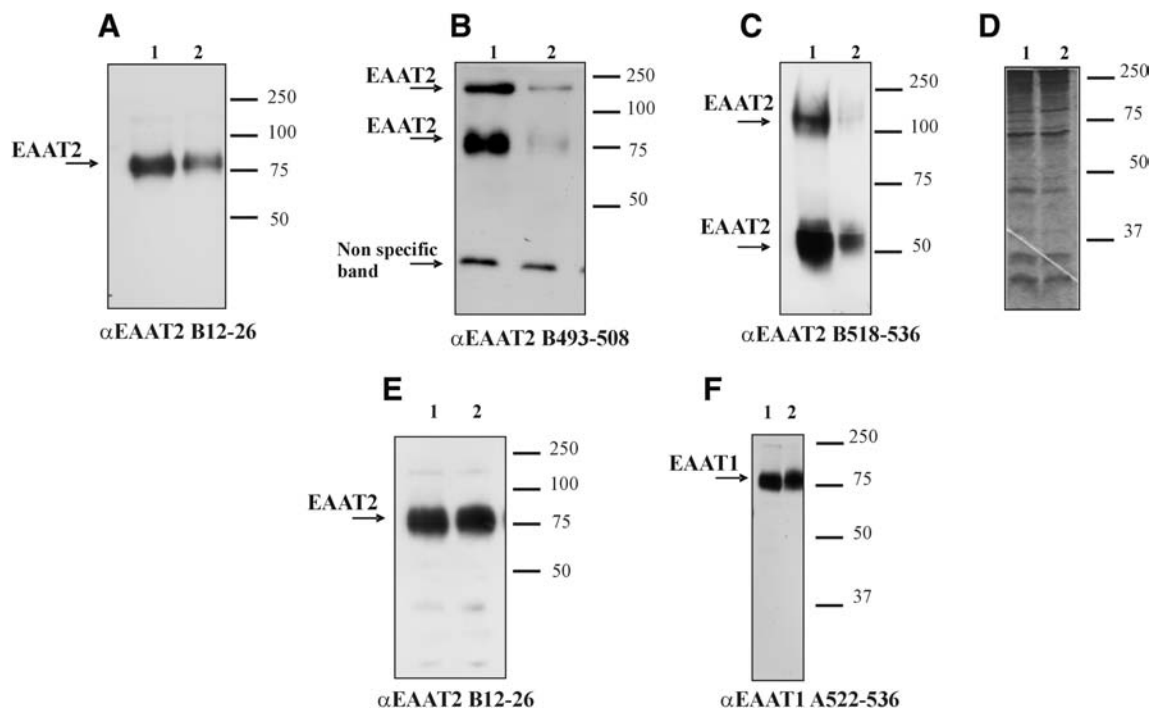 A
1 2
250
100
75
50
EAAT2
αEAAT2 B12-26
B
1 2
EAAT2
EAAT2
Non specific
band
250
100
75
50
αEAAT2 B493-508
C
1 2
EAAT2
EAAT2
250
100
75
50
αEAAT2 B518-536
D
1 2
250
75
50
37
E
1 2
EAAT2
250
100
75
50
αEAAT2 B12-26
F
1 2
EAAT1
250
75
50
37
αEAAT1 A522-536